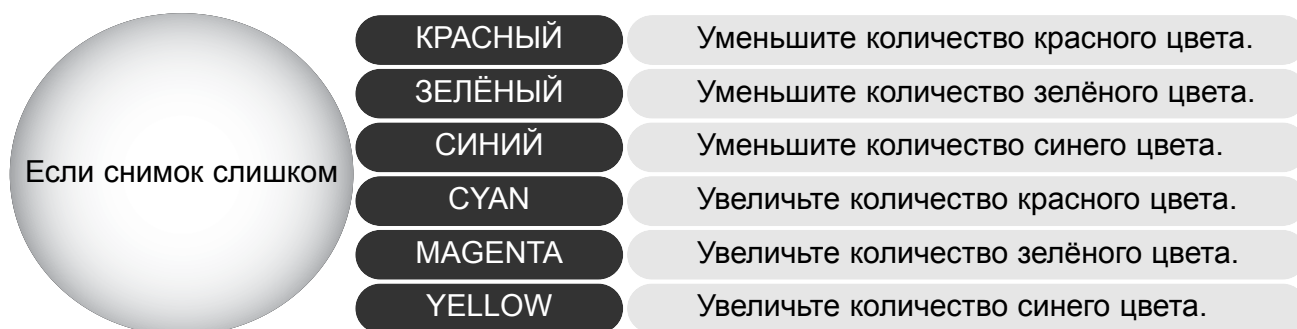 Если снимок слишком
КРАСНЫЙ Уменьшите количество красного цвета.
ЗЕЛЁНЫЙ Уменьшите количество зелёного цвета.
СИНИЙ Уменьшите количество синего цвета.
CYAN Увеличьте количество красного цвета.
MAGENTA Увеличьте количество зелёного цвета.
YELLOW Увеличьте количество синего цвета.